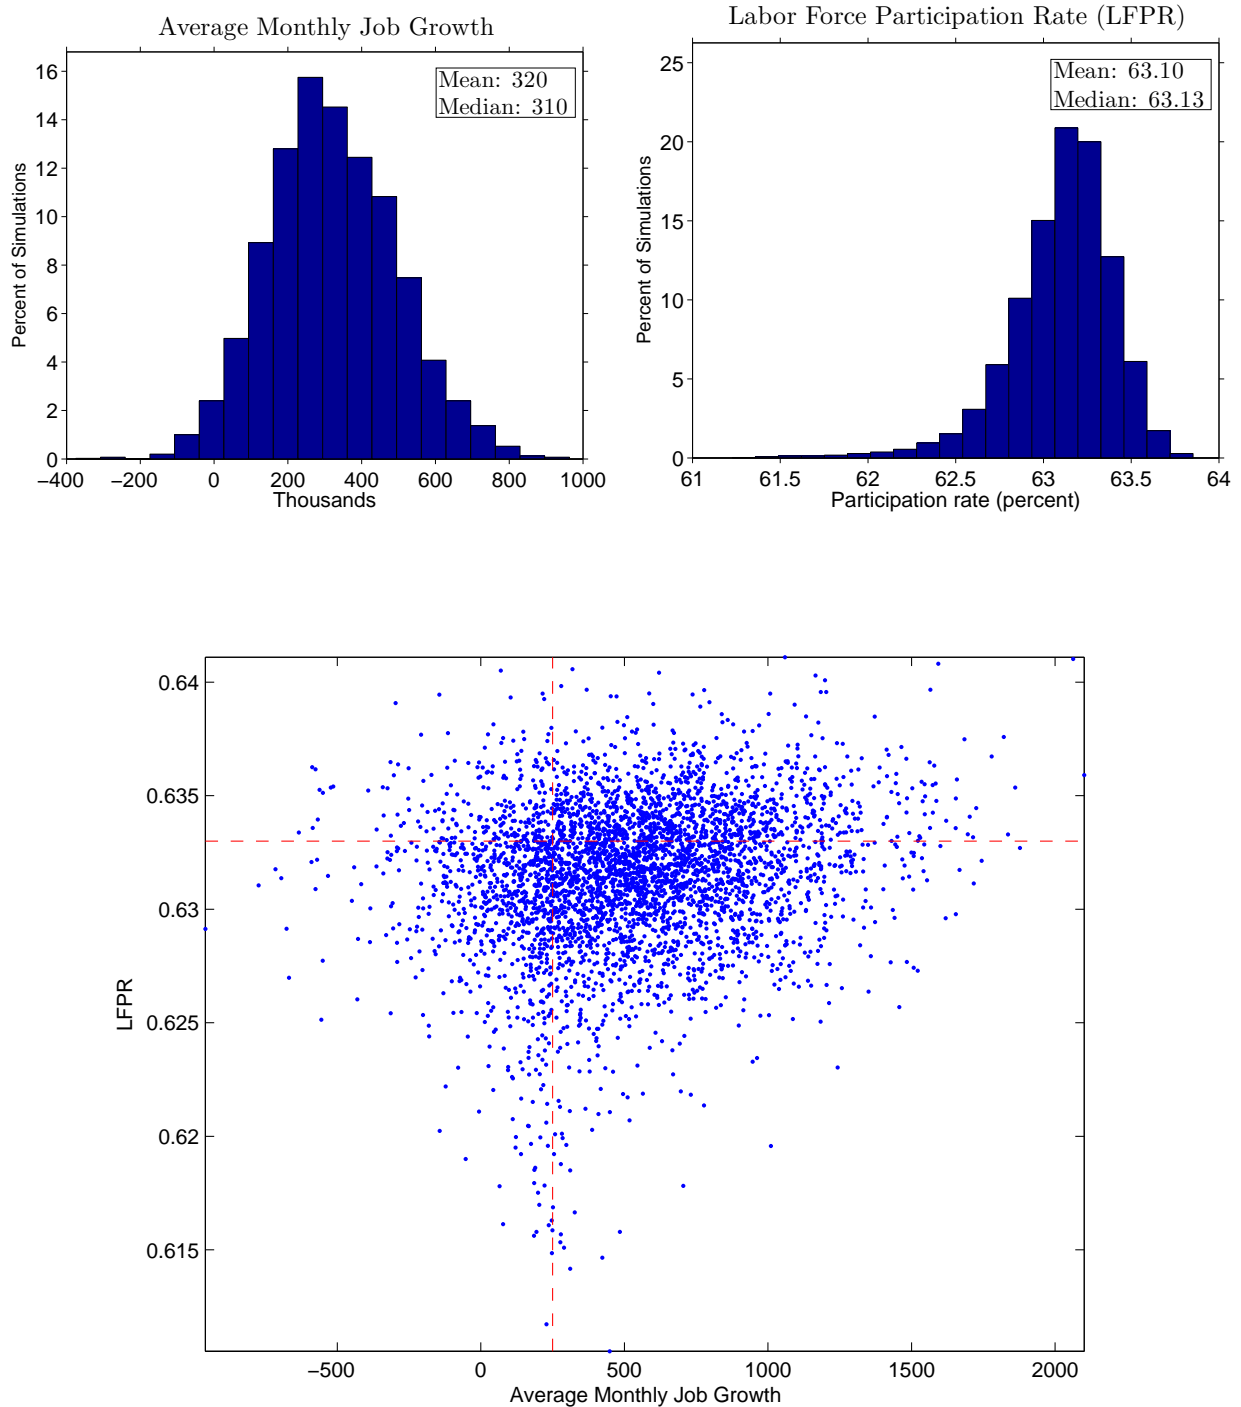 Average Monthly Job Growth
16
14
12
10
8
6
4
2
0
Percent of Simulations
Mean: 320
Median: 310
−400 −200 0 200 400 600 800 1000
Thousands
Labor Force Participation Rate (LFPR)
25
20
15
10
5
0
Percent of Simulations
Mean: 63.10
Median: 63.13
61 61.5 62 62.5 63 63.5 64
Participation rate (percent)
0.64
0.635
0.63
0.625
0.62
0.615
LFPR
−500 0 500 1000 1500 2000
Average Monthly Job Growth